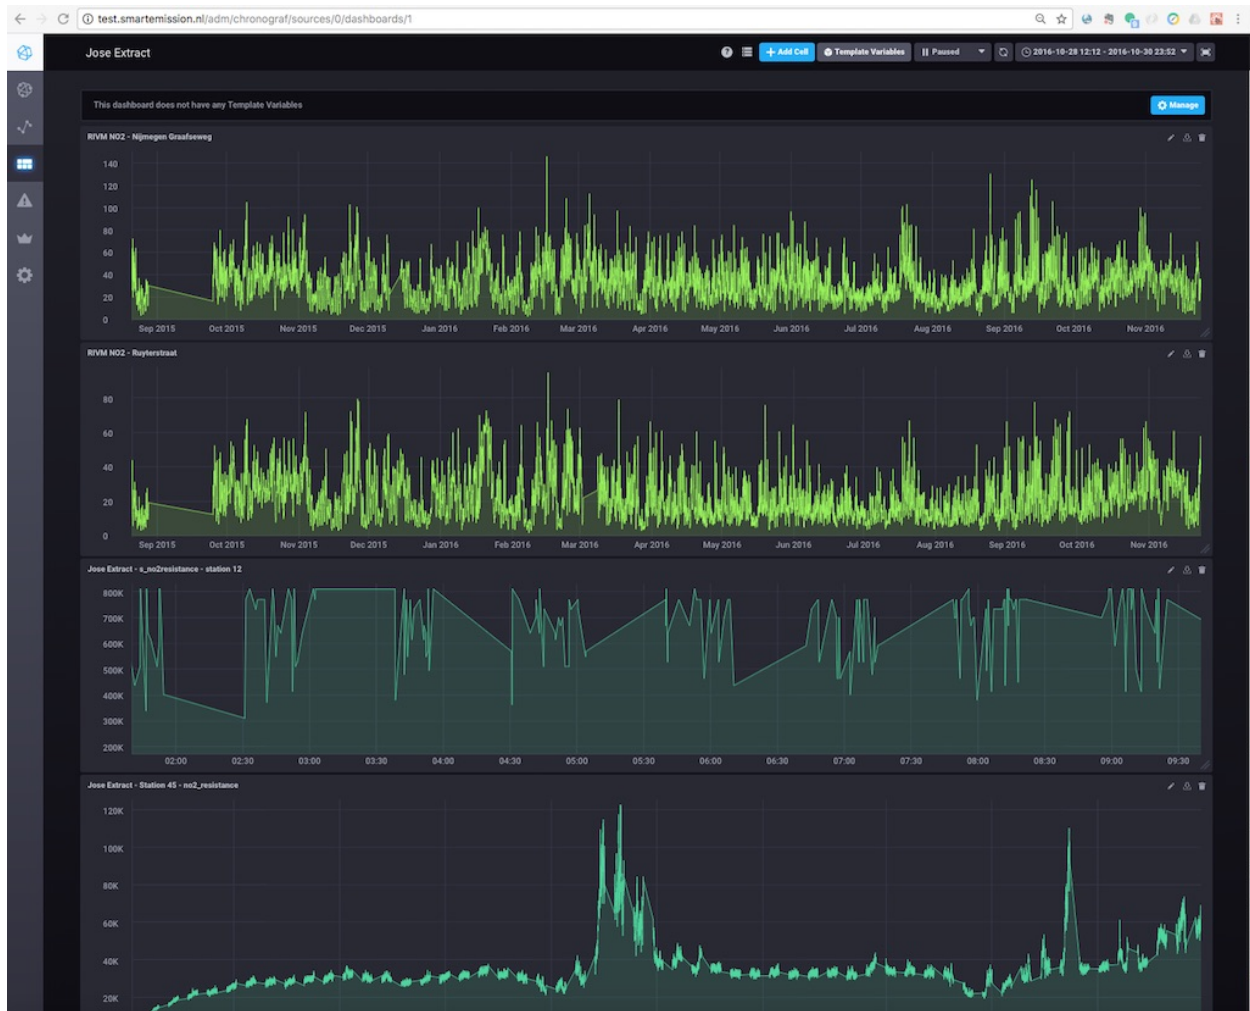 test.smartemission.nl/adm/chronograf/sources/0/dashboards/1
Jose Extract
+ Add Cell
Template Variables
Paused
2016-10-28 12:12 - 2016-10-30 23:52
This dashboard does not have any Template Variables
Manage
RIVM NO2 - Nijmegen Graafseweg
140
120
100
80
60
40
20
0
Sep 2015 Oct 2015 Nov 2015 Dec 2015 Jan 2016 Feb 2016 Mar 2016 Apr 2016 May 2016 Jun 2016 Jul 2016 Aug 2016 Sep 2016 Oct 2016 Nov 2016
RIVM NO2 - Ruyterstraat
80
60
40
20
0
Sep 2015 Oct 2015 Nov 2015 Dec 2015 Jan 2016 Feb 2016 Mar 2016 Apr 2016 May 2016 Jun 2016 Jul 2016 Aug 2016 Sep 2016 Oct 2016 Nov 2016
Jose Extract - s_no2resistance - station 12
800K
700K
600K
500K
400K
300K
200K
02:00 02:30 03:00 03:30 04:00 04:30 05:00 05:30 06:00 06:30 07:00 07:30 08:00 08:30 09:00 09:30
Jose Extract - Station 45 - no2_resistance
120K
100K
80K
60K
40K
20K